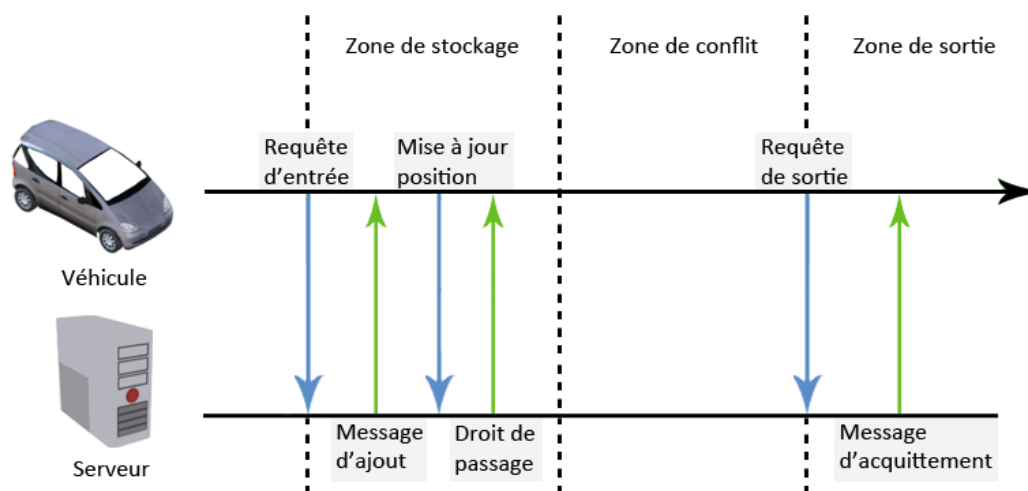 Zone de stockage
Zone de conflit
Zone de sortie
Requête
d'entrée
Mise à jour
position
Requête
de sortie
Véhicule
Message
d'ajout
Droit de
passage
Message
d'acquittement
Serveur